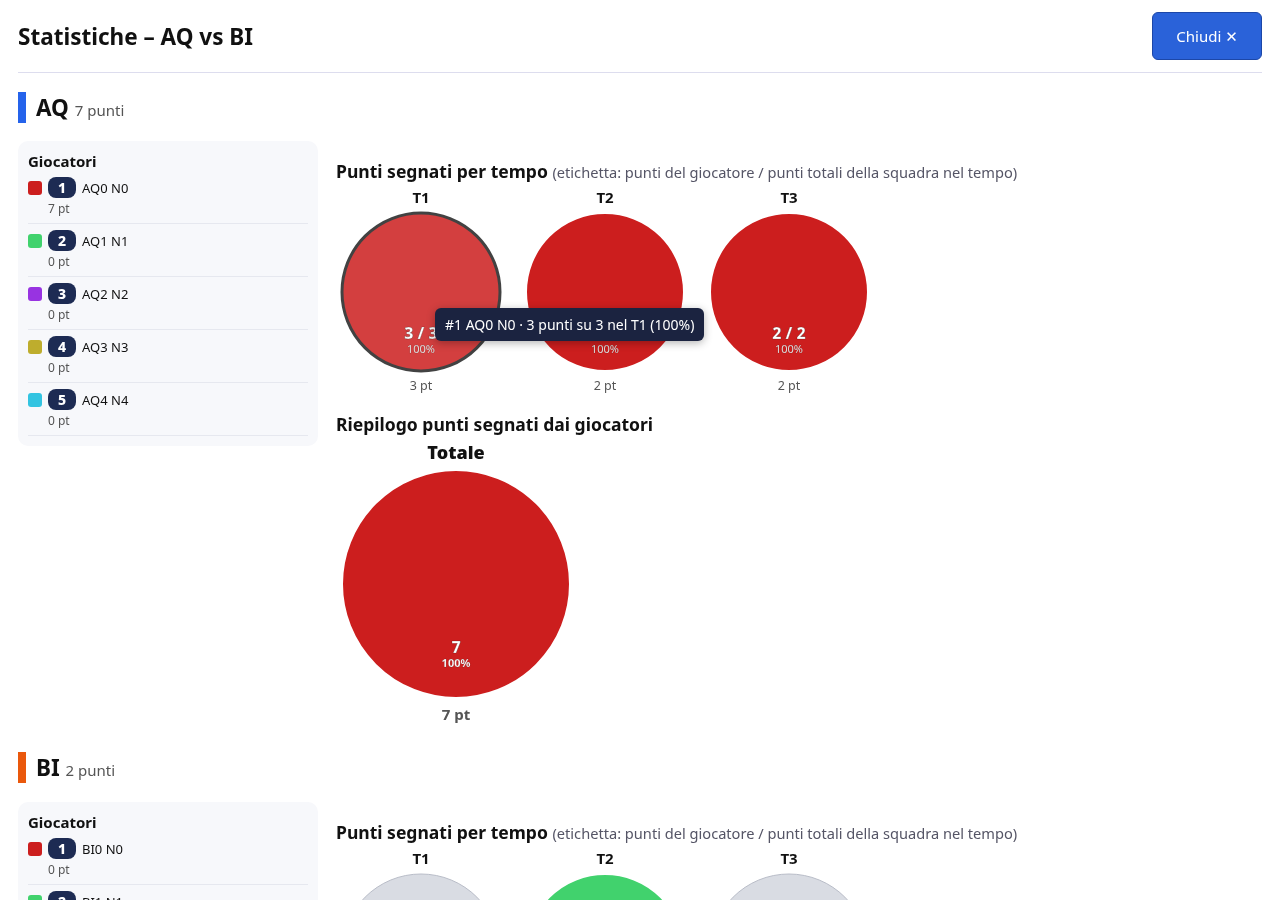 Statistiche – AQ vs BI
Chiudi ✕
AQ 7 punti
Giocatori
1 AQ0 N0
7 pt
2 AQ1 N1
0 pt
3 AQ2 N2
0 pt
4 AQ3 N3
0 pt
5 AQ4 N4
0 pt
Punti segnati per tempo (etichetta: punti del giocatore / punti totali della squadra nel tempo)
T1
3 / 3
100%
3 pt
T2
100%
2 pt
T3
2 / 2
100%
2 pt
#1 AQ0 N0 · 3 punti su 3 nel T1 (100%)
Riepilogo punti segnati dai giocatori
Totale
7
100%
7 pt
BI 2 punti
Giocatori
1 BI0 N0
0 pt
2 BI1 N1
Punti segnati per tempo (etichetta: punti del giocatore / punti totali della squadra nel tempo)
T1
T2
T3